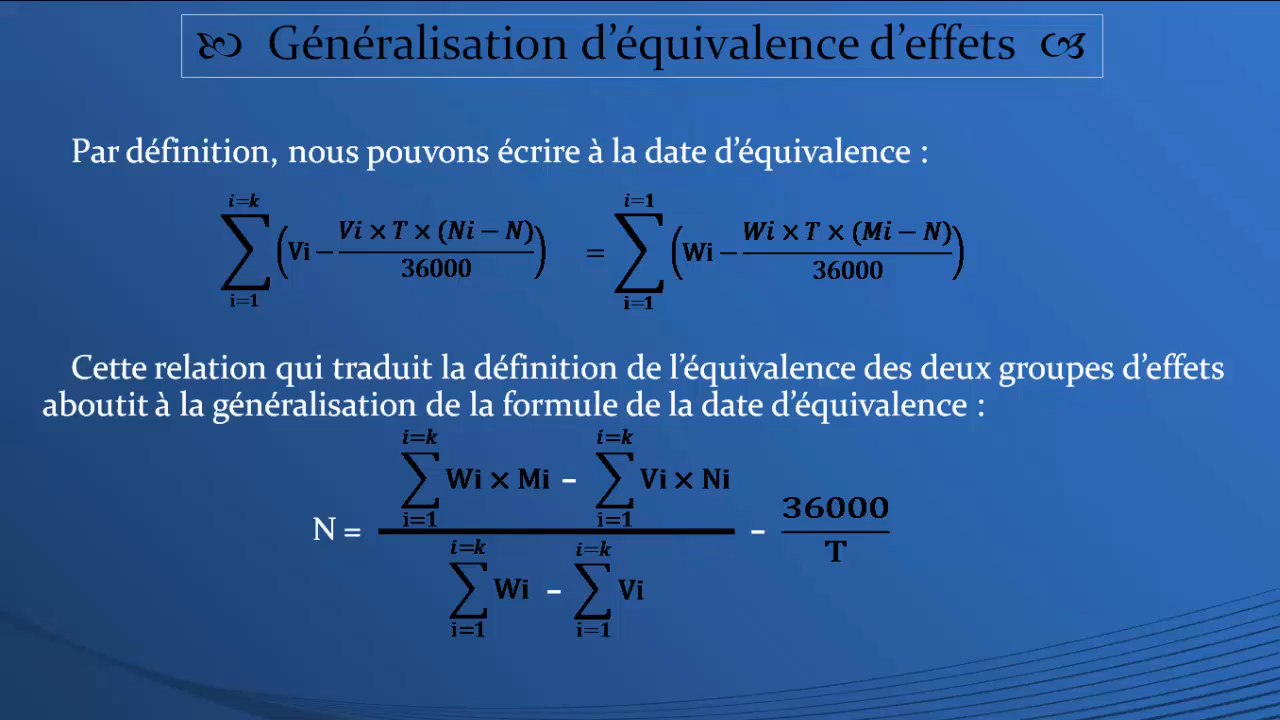 Généralisation d'équivalence d'effets
Par définition, nous pouvons écrire à la date d'équivalence :
∑_{i=1}^{i=k} (Vi − (Vi × T × (Ni − N))/36000) = ∑_{i=1}^{i=1} (Wi − (Wi × T × (Mi − N))/36000)
Cette relation qui traduit la définition de l'équivalence des deux groupes d'effets
aboutit à la généralisation de la formule de la date d'équivalence :
N = (∑_{i=1}^{i=k} Wi × Mi – ∑_{i=1}^{i=k} Vi × Ni)/(∑_{i=1}^{i=k} Wi – ∑_{i=1}^{i=k} Vi) – 36000/T